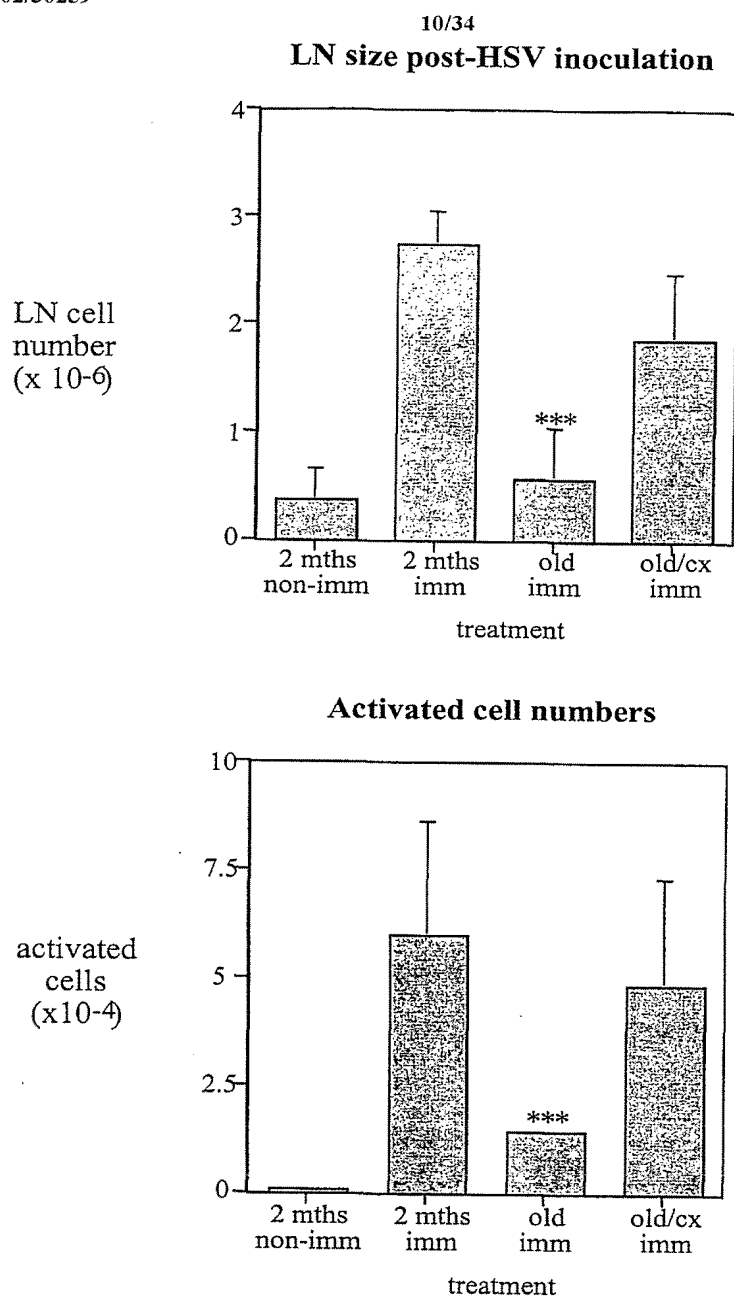 10/34
LN size post-HSV inoculation
4
3
2
1
0
LN cell
number
(x 10-6)
***
2 mths
non-imm
2 mths
imm
old
imm
old/cx
imm
treatment
Activated cell numbers
10
7.5
5
2.5
0
activated
cells
(x10-4)
***
2 mths
non-imm
2 mths
imm
old
imm
old/cx
imm
treatment